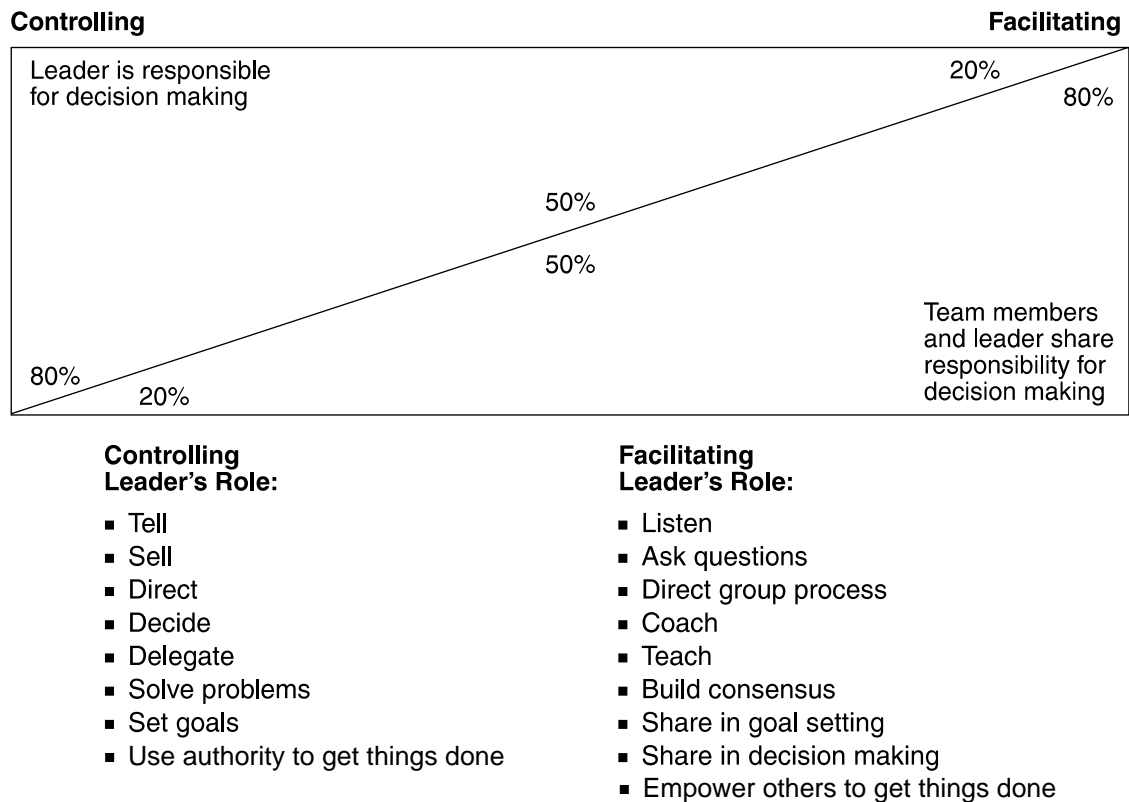 Controlling
Facilitating
Leader is responsible
for decision making
20%
80%
50%
50%
Team members
and leader share
responsibility for
decision making
80%
20%
Controlling
Leader's Role:
▪ Tell
▪ Sell
▪ Direct
▪ Decide
▪ Delegate
▪ Solve problems
▪ Set goals
▪ Use authority to get things done
Facilitating
Leader's Role:
▪ Listen
▪ Ask questions
▪ Direct group process
▪ Coach
▪ Teach
▪ Build consensus
▪ Share in goal setting
▪ Share in decision making
▪ Empower others to get things done